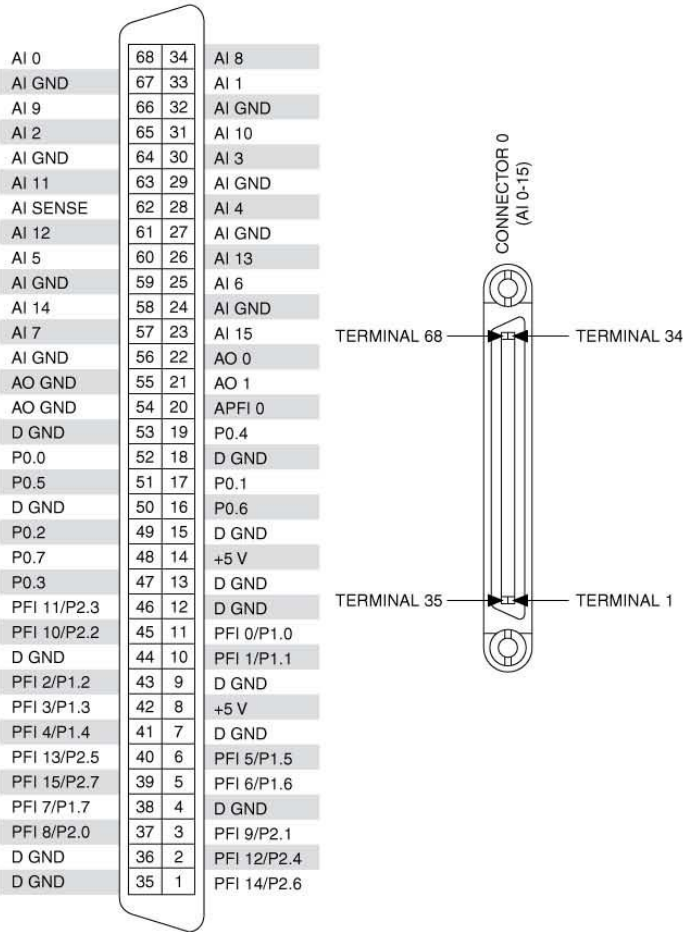 AI 0 68 34 AI 8
AI GND 67 33 AI 1
AI 9 66 32 AI GND
AI 2 65 31 AI 10
AI GND 64 30 AI 3
AI 11 63 29 AI GND
AI SENSE 62 28 AI 4
AI 12 61 27 AI GND
AI 5 60 26 AI 13
AI GND 59 25 AI 6
AI 14 58 24 AI GND
AI 7 57 23 AI 15
AI GND 56 22 AO 0
AO GND 55 21 AO 1
AO GND 54 20 APFI 0
D GND 53 19 P0.4
P0.0 52 18 D GND
P0.5 51 17 P0.1
D GND 50 16 P0.6
P0.2 49 15 D GND
P0.7 48 14 +5 V
P0.3 47 13 D GND
PFI 11/P2.3 46 12 D GND
PFI 10/P2.2 45 11 PFI 0/P1.0
D GND 44 10 PFI 1/P1.1
PFI 2/P1.2 43 9 D GND
PFI 3/P1.3 42 8 +5 V
PFI 4/P1.4 41 7 D GND
PFI 13/P2.5 40 6 PFI 5/P1.5
PFI 15/P2.7 39 5 PFI 6/P1.6
PFI 7/P1.7 38 4 D GND
PFI 8/P2.0 37 3 PFI 9/P2.1
D GND 36 2 PFI 12/P2.4
D GND 35 1 PFI 14/P2.6
CONNECTOR 0
(AI 0-15)
TERMINAL 68 TERMINAL 34
TERMINAL 35 TERMINAL 1